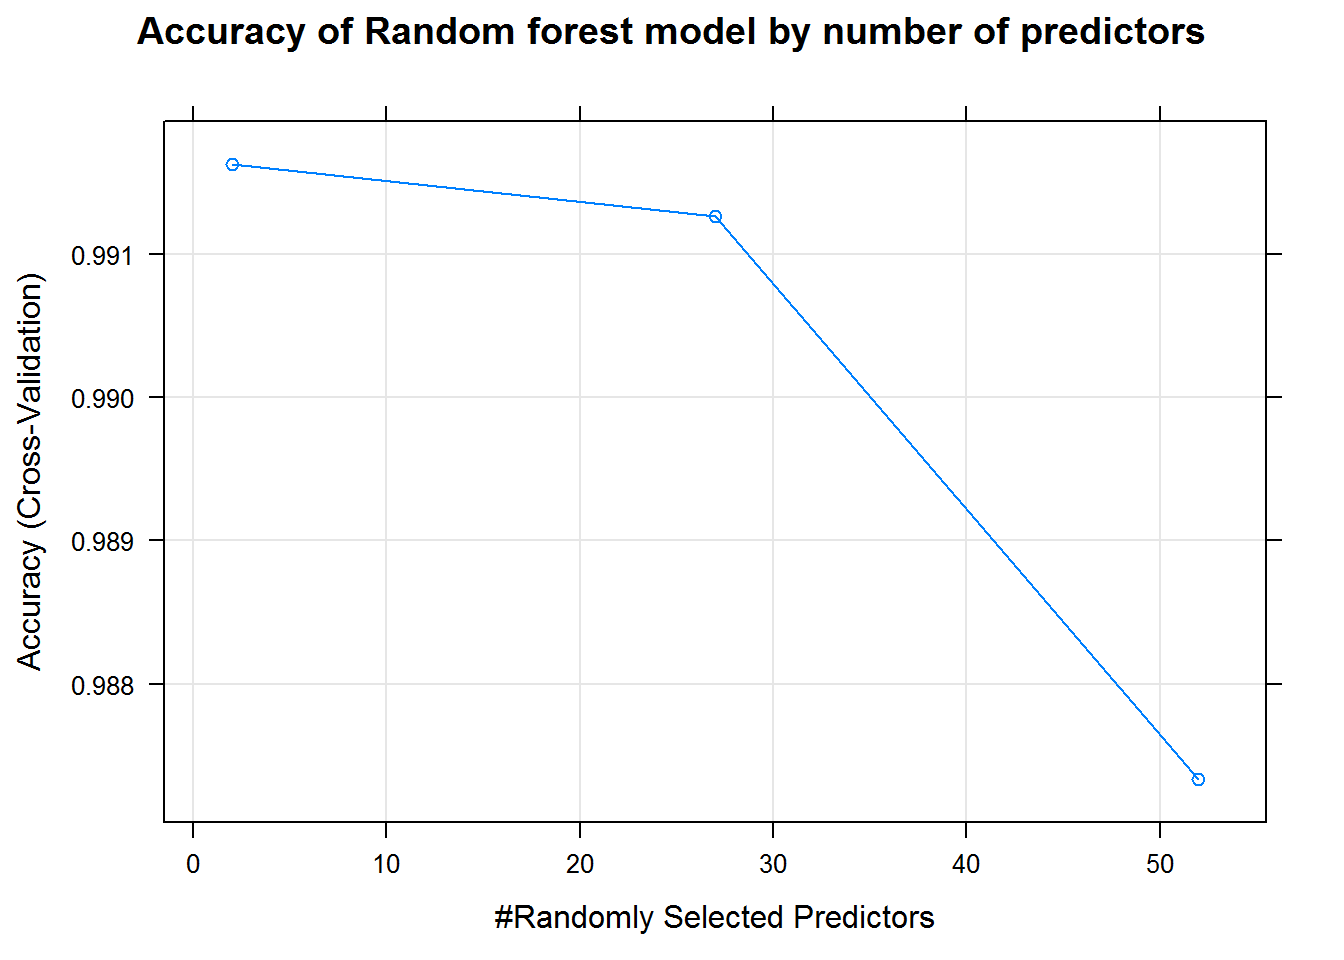 Accuracy of Random forest model by number of predictors
Accuracy (Cross-Validation)
0.991
0.990
0.989
0.988
0 10 20 30 40 50
#Randomly Selected Predictors